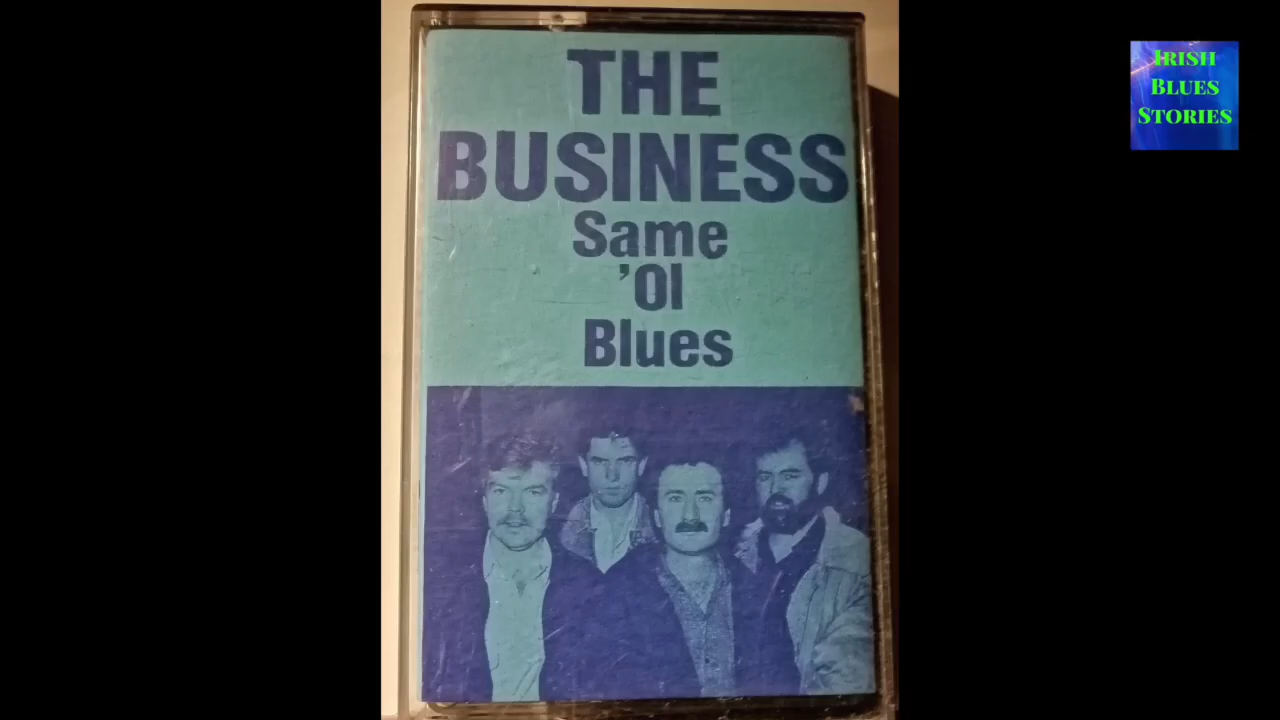 THE
BUSINESS
Same
'Ol
Blues
Irish
Blues
Stories